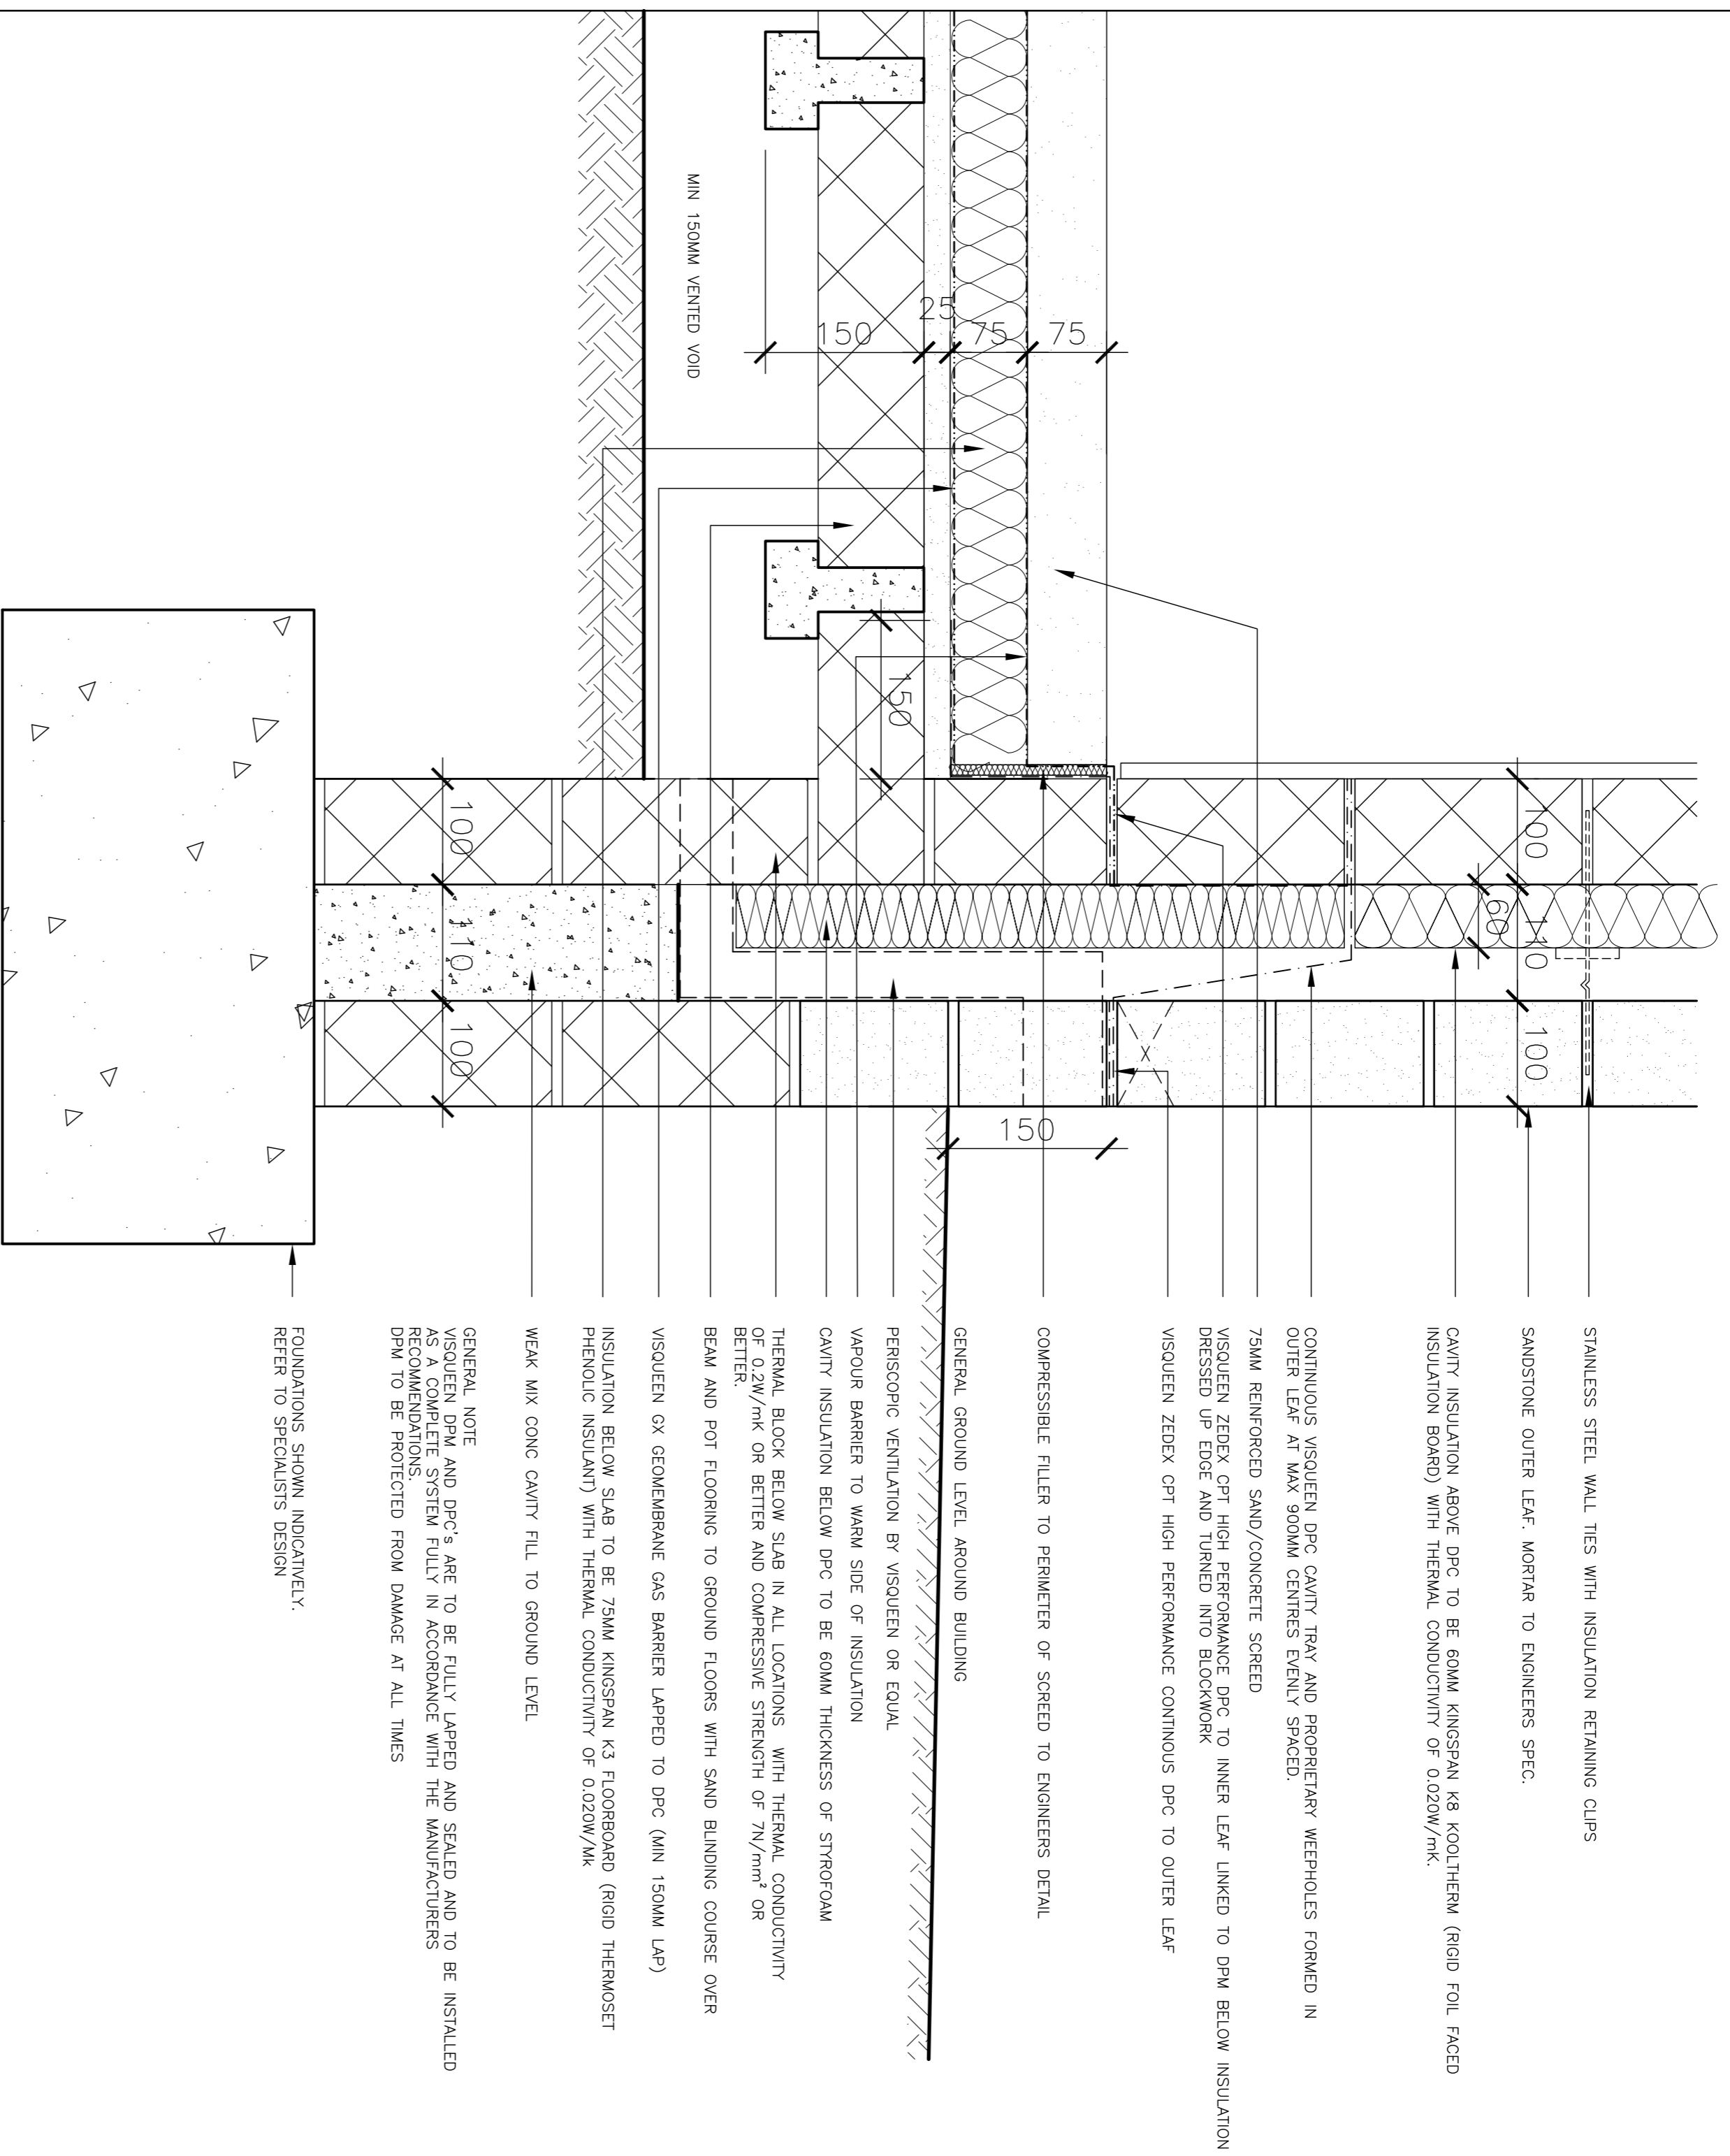 STAINLESS STEEL WALL TIES WITH INSULATION RETAINING CLIPS
SANDSTONE OUTER LEAF. MORTAR TO ENGINEERS SPEC.
CAVITY INSULATION ABOVE DPC TO BE 60MM KINGSPAN K8 KOOLTHERM (RIGID FOIL FACED
INSULATION BOARD) WITH THERMAL CONDUCTIVITY OF 0.020W/mK.
CONTINUOUS VISQUEEN DPC CAVITY TRAY AND PROPRIETARY WEEPHOLES FORMED IN
OUTER LEAF AT MAX 900MM CENTRES EVENLY SPACED.
75MM REINFORCED SAND/CONCRETE SCREED
VISQUEEN ZEDEX CPT HIGH PERFORMANCE DPC TO INNER LEAF LINKED TO DPM BELOW INSULATION
DRESSED UP EDGE AND TURNED INTO BLOCKWORK
VISQUEEN ZEDEX CPT HIGH PERFORMANCE CONTINOUS DPC TO OUTER LEAF
COMPRESSIBLE FILLER TO PERIMETER OF SCREED TO ENGINEERS DETAIL
GENERAL GROUND LEVEL AROUND BUILDING
PERISCOPIC VENTILATION BY VISQUEEN OR EQUAL
VAPOUR BARRIER TO WARM SIDE OF INSULATION
CAVITY INSULATION BELOW DPC TO BE 60MM THICKNESS OF STYROFOAM
THERMAL BLOCK BELOW SLAB IN ALL LOCATIONS WITH THERMAL CONDUCTIVITY
OF 0.2W/mK OR BETTER AND COMPRESSIVE STRENGTH OF 7N/mm² OR
BETTER.
BEAM AND POT FLOORING TO GROUND FLOORS WITH SAND BLINDING COURSE OVER
VISQUEEN GX GEOMEMBRANE GAS BARRIER LAPPED TO DPC (MIN 150MM LAP)
INSULATION BELOW SLAB TO BE 75MM KINGSPAN K3 FLOORBOARD (RIGID THERMOSET
PHENOLIC INSULANT) WITH THERMAL CONDUCTIVITY OF 0.020W/Mk
WEAK MIX CONC CAVITY FILL TO GROUND LEVEL
GENERAL NOTE
VISQUEEN DPM AND DPC's ARE TO BE FULLY LAPPED AND SEALED AND TO BE INSTALLED
AS A COMPLETE SYSTEM FULLY IN ACCORDANCE WITH THE MANUFACTURERS
RECOMMENDATIONS.
DPM TO BE PROTECTED FROM DAMAGE AT ALL TIMES
FOUNDATIONS SHOWN INDICATIVELY.
REFER TO SPECIALISTS DESIGN
MIN 150MM VENTED VOID
75
75
25
150
150
100
110
100
60
150
100
110
100